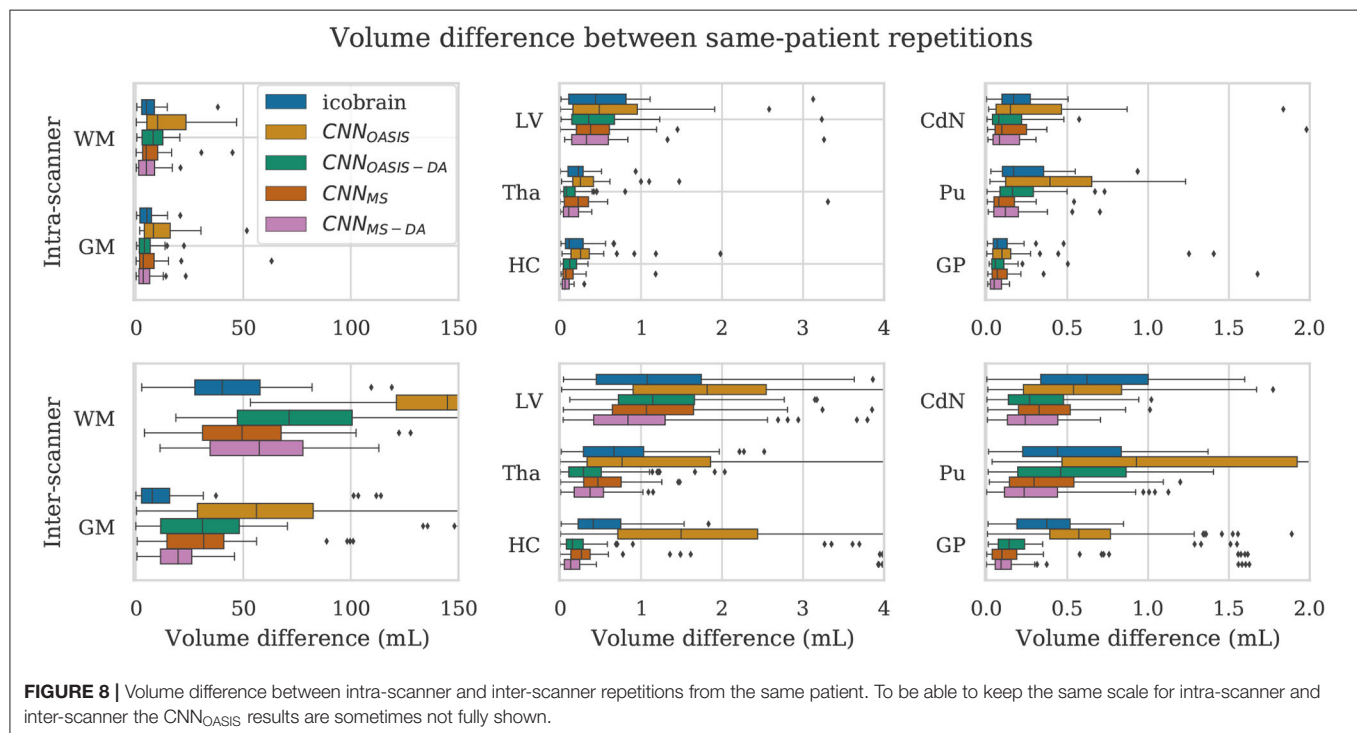 Volume difference between same-patient repetitions
Intra-scanner
WM
GM
icobrain
CNN_OASIS
CNN_OASIS-DA
CNN_MS
CNN_MS-DA
0 50 100 150
LV
Tha
HC
0 1 2 3 4
CdN
Pu
GP
0.0 0.5 1.0 1.5 2.0
Inter-scanner
WM
GM
0 50 100 150
Volume difference (mL)
LV
Tha
HC
0 1 2 3 4
Volume difference (mL)
CdN
Pu
GP
0.0 0.5 1.0 1.5 2.0
Volume difference (mL)
FIGURE 8 | Volume difference between intra-scanner and inter-scanner repetitions from the same patient. To be able to keep the same scale for intra-scanner and
inter-scanner the CNN_OASIS results are sometimes not fully shown.